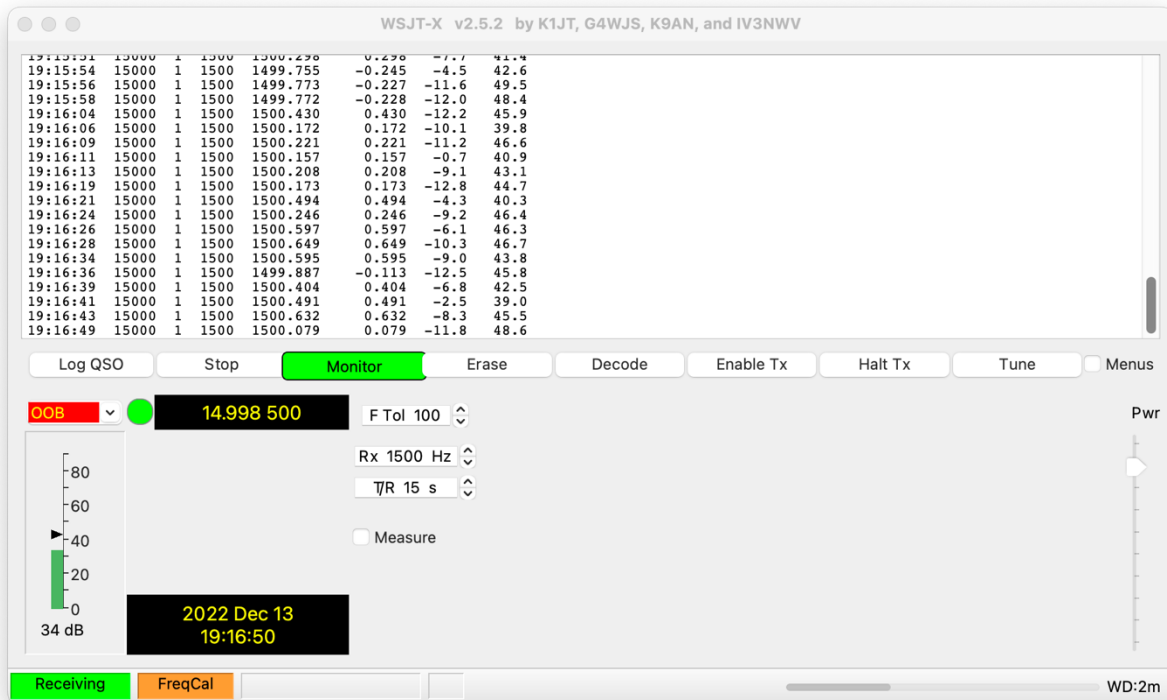 WSJT-X v2.5.2 by K1JT, G4WJS, K9AN, and IV3NWV
19:15:51 15000 1 1500 1500.298 0.298 -7.7 41.4
19:15:54 15000 1 1500 1499.755 -0.245 -4.5 42.6
19:15:56 15000 1 1500 1499.773 -0.227 -11.6 49.5
19:15:58 15000 1 1500 1499.772 -0.228 -12.0 48.4
19:16:04 15000 1 1500 1500.430 0.430 -12.2 45.9
19:16:06 15000 1 1500 1500.172 0.172 -10.1 39.8
19:16:09 15000 1 1500 1500.221 0.221 -11.2 46.6
19:16:11 15000 1 1500 1500.157 0.157 -0.7 40.9
19:16:13 15000 1 1500 1500.208 0.208 -9.1 43.1
19:16:19 15000 1 1500 1500.173 0.173 -12.8 44.7
19:16:21 15000 1 1500 1500.494 0.494 -4.3 40.3
19:16:24 15000 1 1500 1500.246 0.246 -9.2 46.4
19:16:26 15000 1 1500 1500.597 0.597 -6.1 46.3
19:16:28 15000 1 1500 1500.649 0.649 -10.3 46.7
19:16:34 15000 1 1500 1500.595 0.595 -9.0 43.8
19:16:36 15000 1 1500 1499.887 -0.113 -12.5 45.8
19:16:39 15000 1 1500 1500.404 0.404 -6.8 42.5
19:16:41 15000 1 1500 1500.491 0.491 -2.5 39.0
19:16:43 15000 1 1500 1500.632 0.632 -8.3 45.5
19:16:49 15000 1 1500 1500.079 0.079 -11.8 48.6
Log QSO Stop Monitor Erase Decode Enable Tx Halt Tx Tune Menus
OOB 14.998 500 F Tol 100 Pwr
Rx 1500 Hz
T/R 15 s
Measure
80
60
40
20
0
34 dB
2022 Dec 13
19:16:50
Receiving FreqCal WD:2m